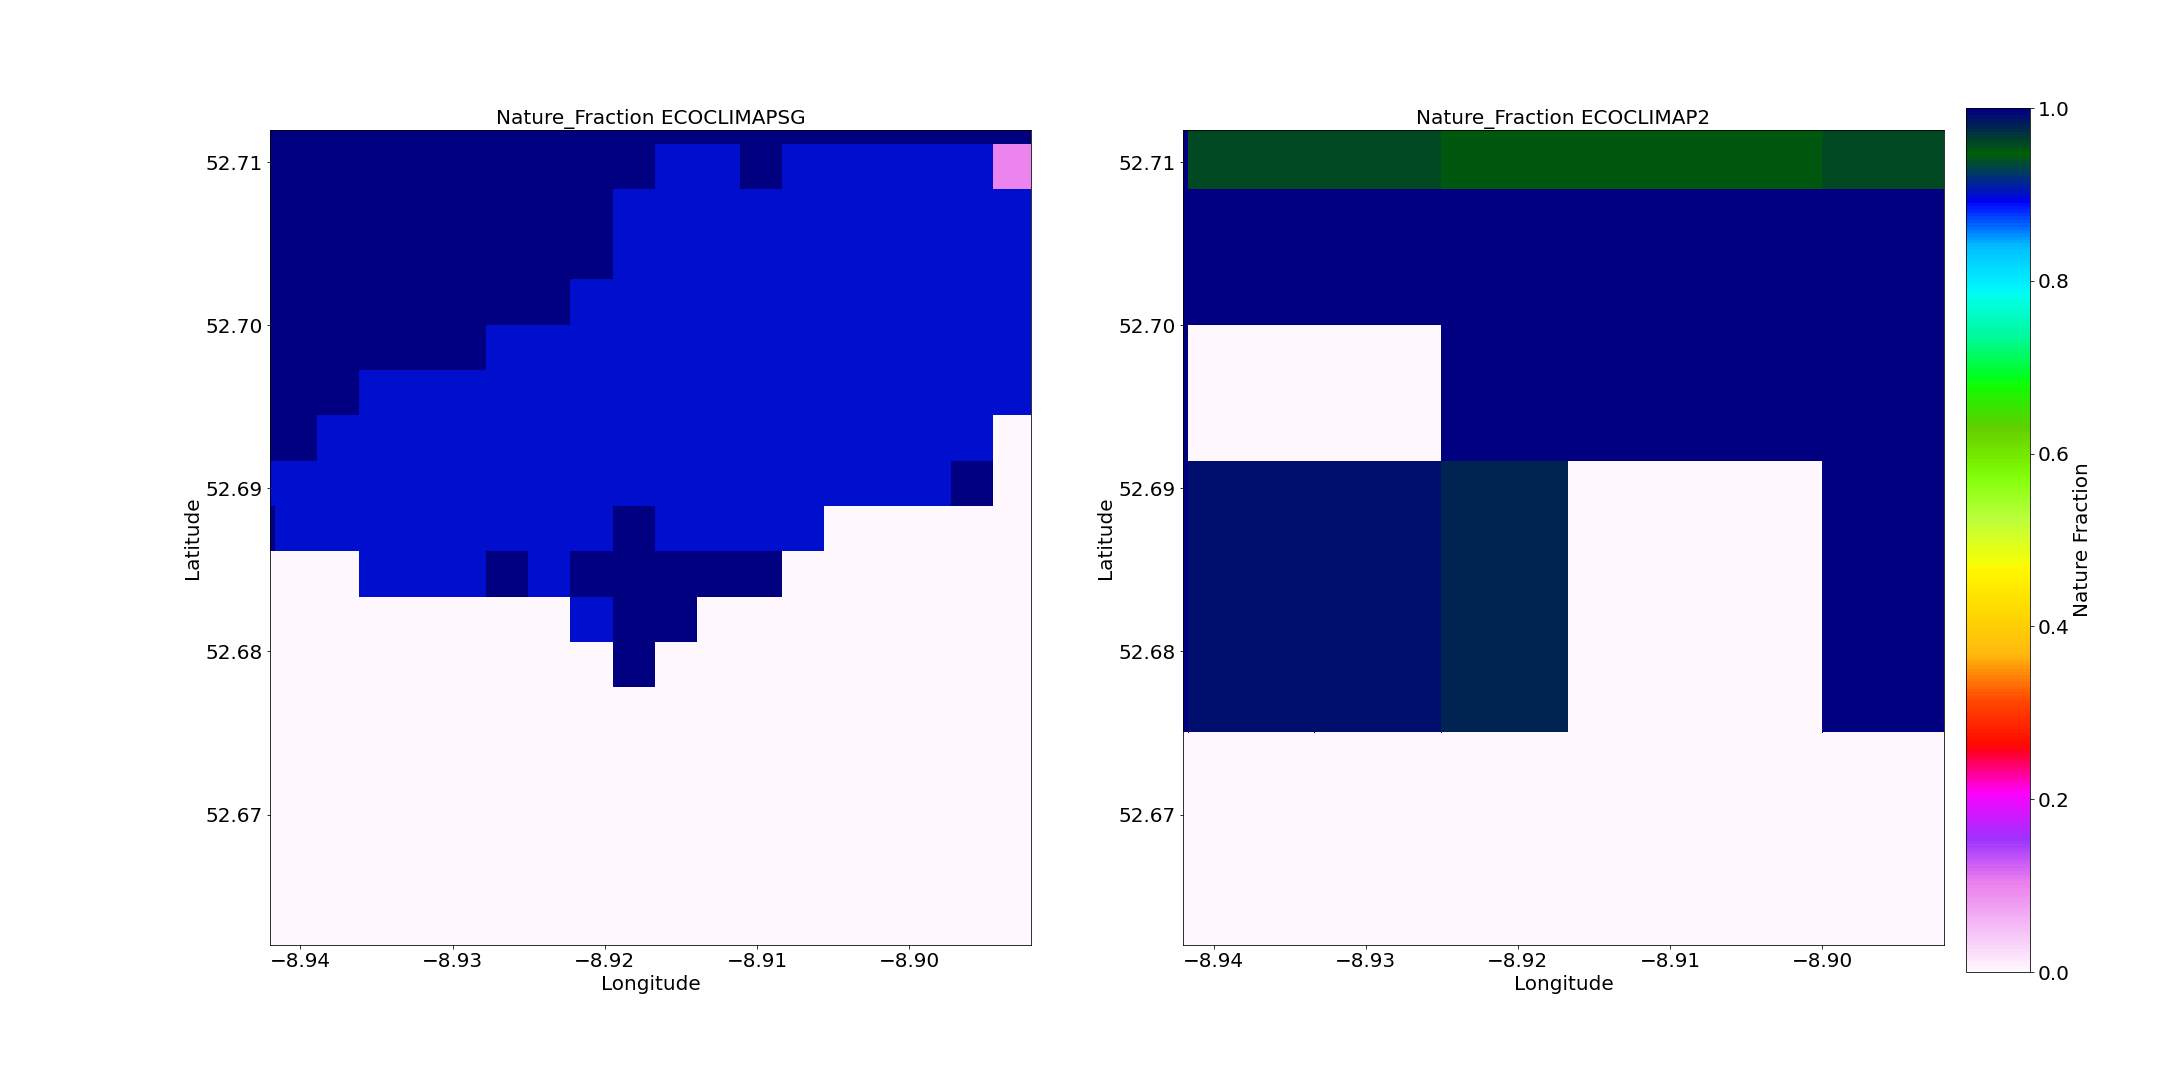 Nature_Fraction ECOCLIMAPSG
52.71
52.70
52.69
52.68
52.67
Latitude
−8.94 −8.93 −8.92 −8.91 −8.90
Longitude
Nature_Fraction ECOCLIMAP2
52.71
52.70
52.69
52.68
52.67
Latitude
−8.94 −8.93 −8.92 −8.91 −8.90
Longitude
1.0
0.8
0.6
0.4
0.2
0.0
Nature Fraction